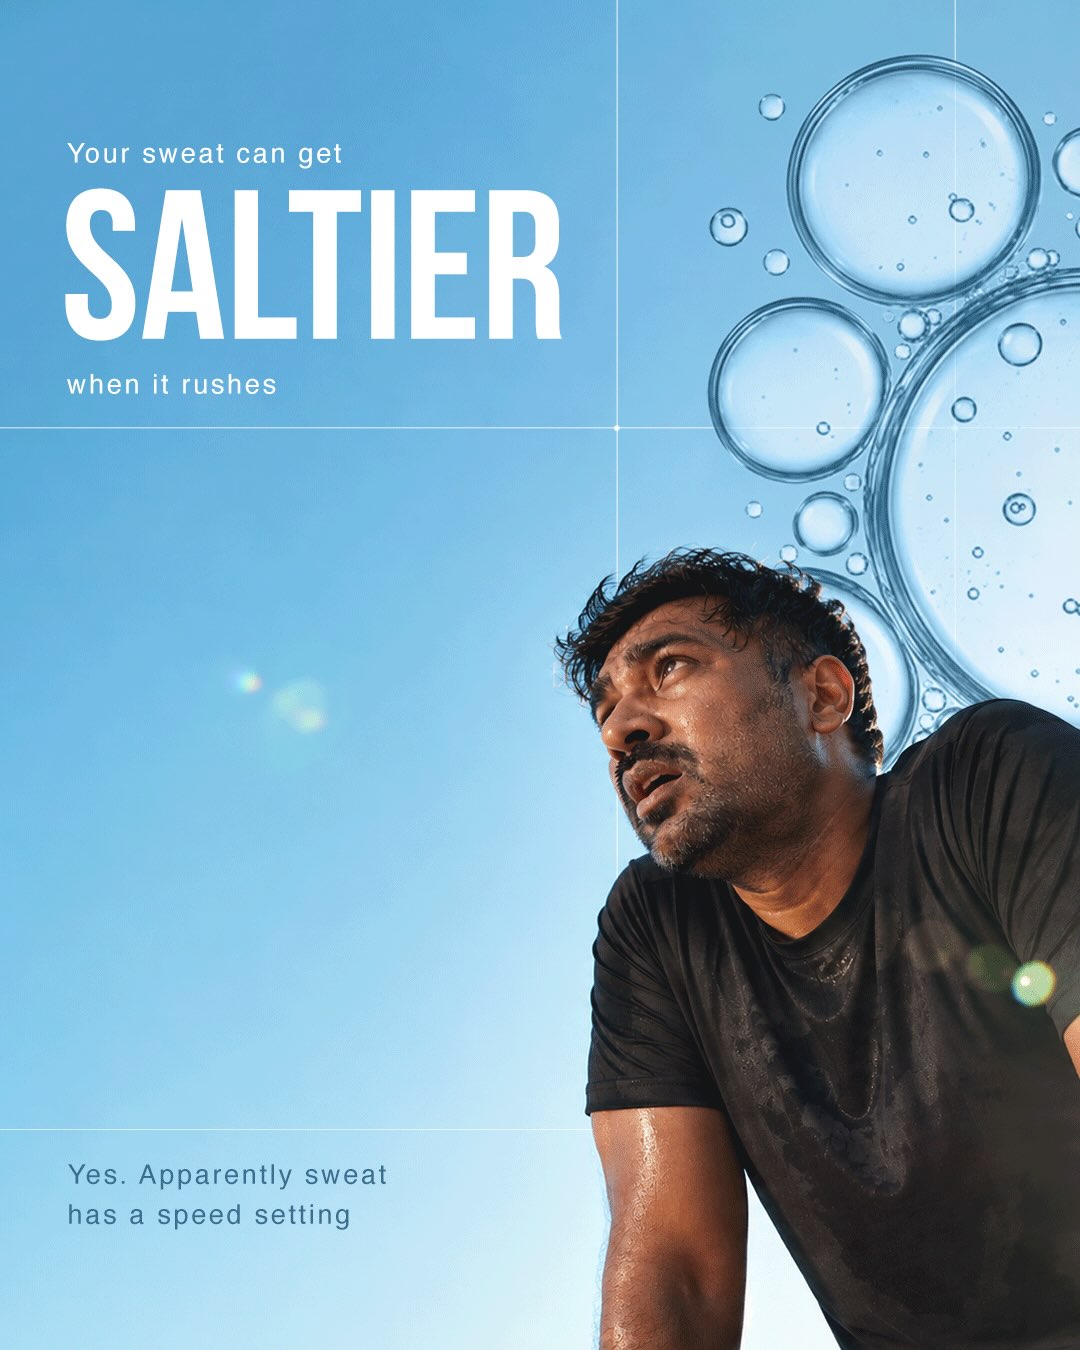 Your sweat can get
SALTIER
when it rushes
Yes. Apparently sweat
has a speed setting